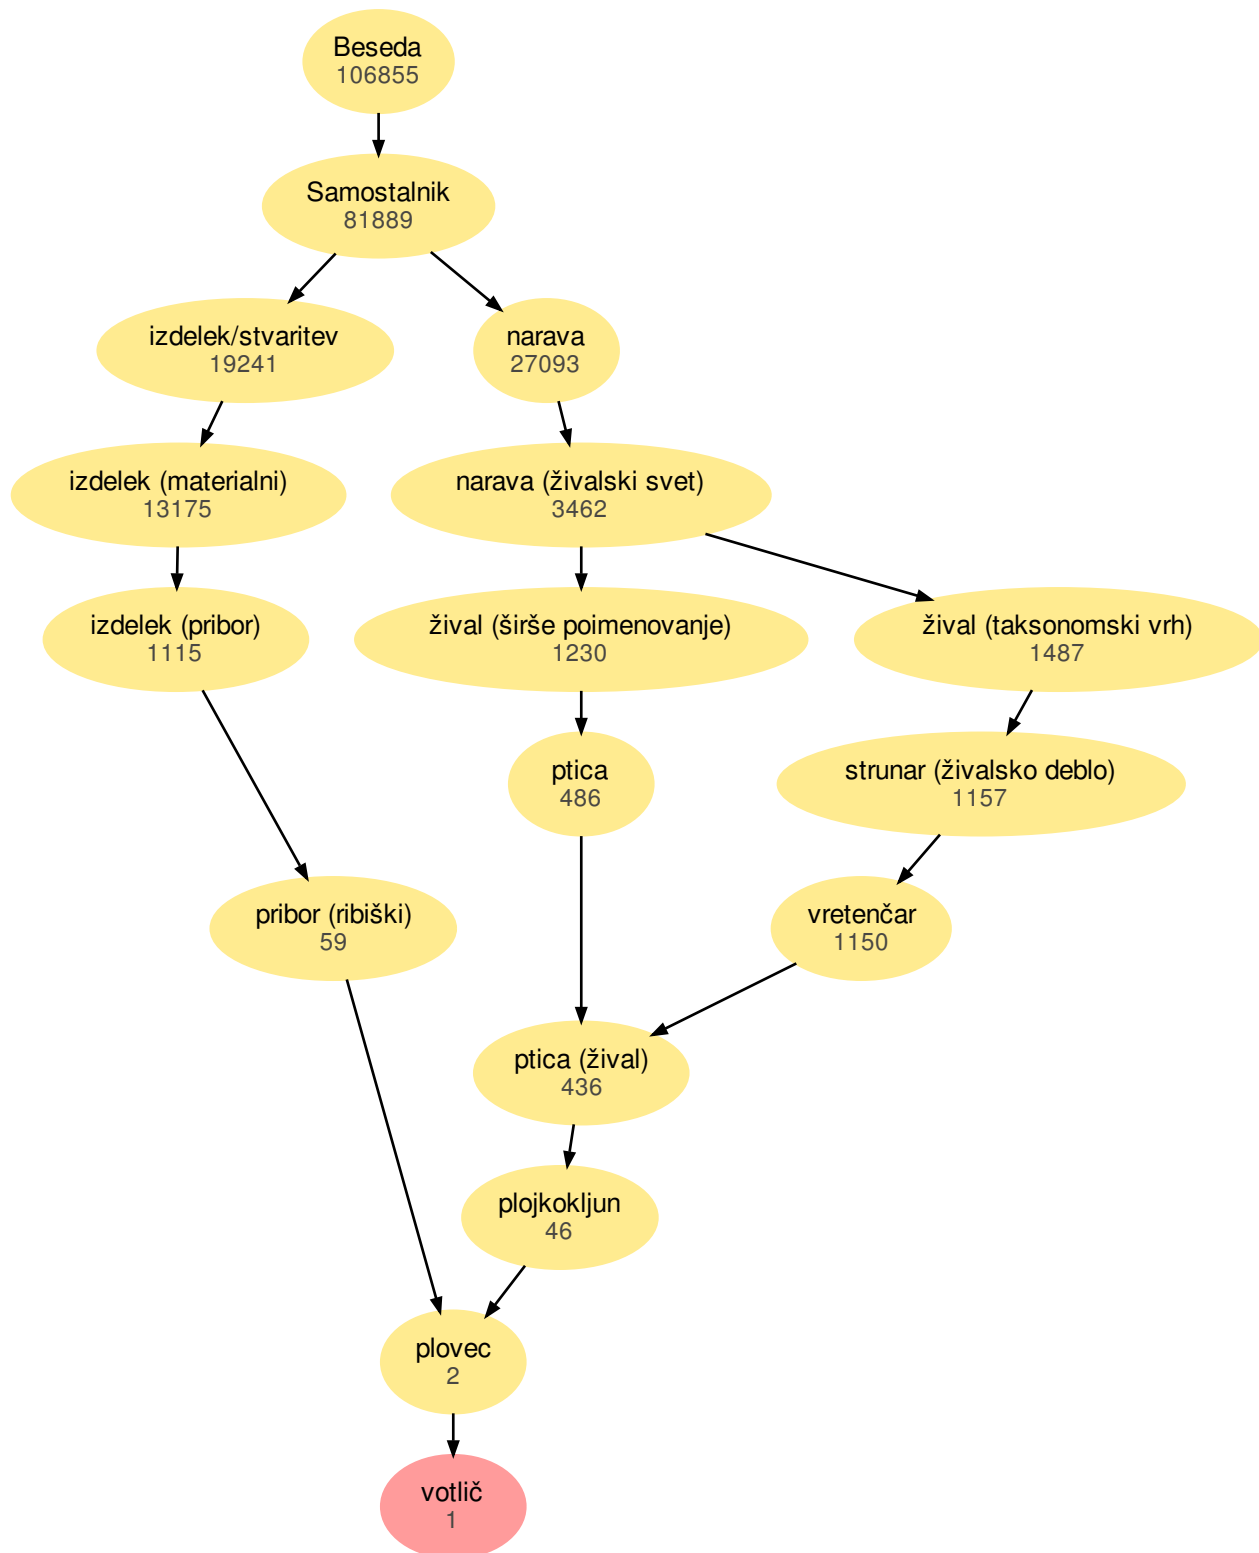 Beseda
106855
Samostalnik
81889
izdelek/stvaritev
19241
narava
27093
izdelek (materialni)
13175
narava (živalski svet)
3462
izdelek (pribor)
1115
žival (širše poimenovanje)
1230
žival (taksonomski vrh)
1487
ptica
486
strunar (živalsko deblo)
1157
pribor (ribiški)
59
vretenčar
1150
ptica (žival)
436
plojkokljun
46
plovec
2
votlič
1